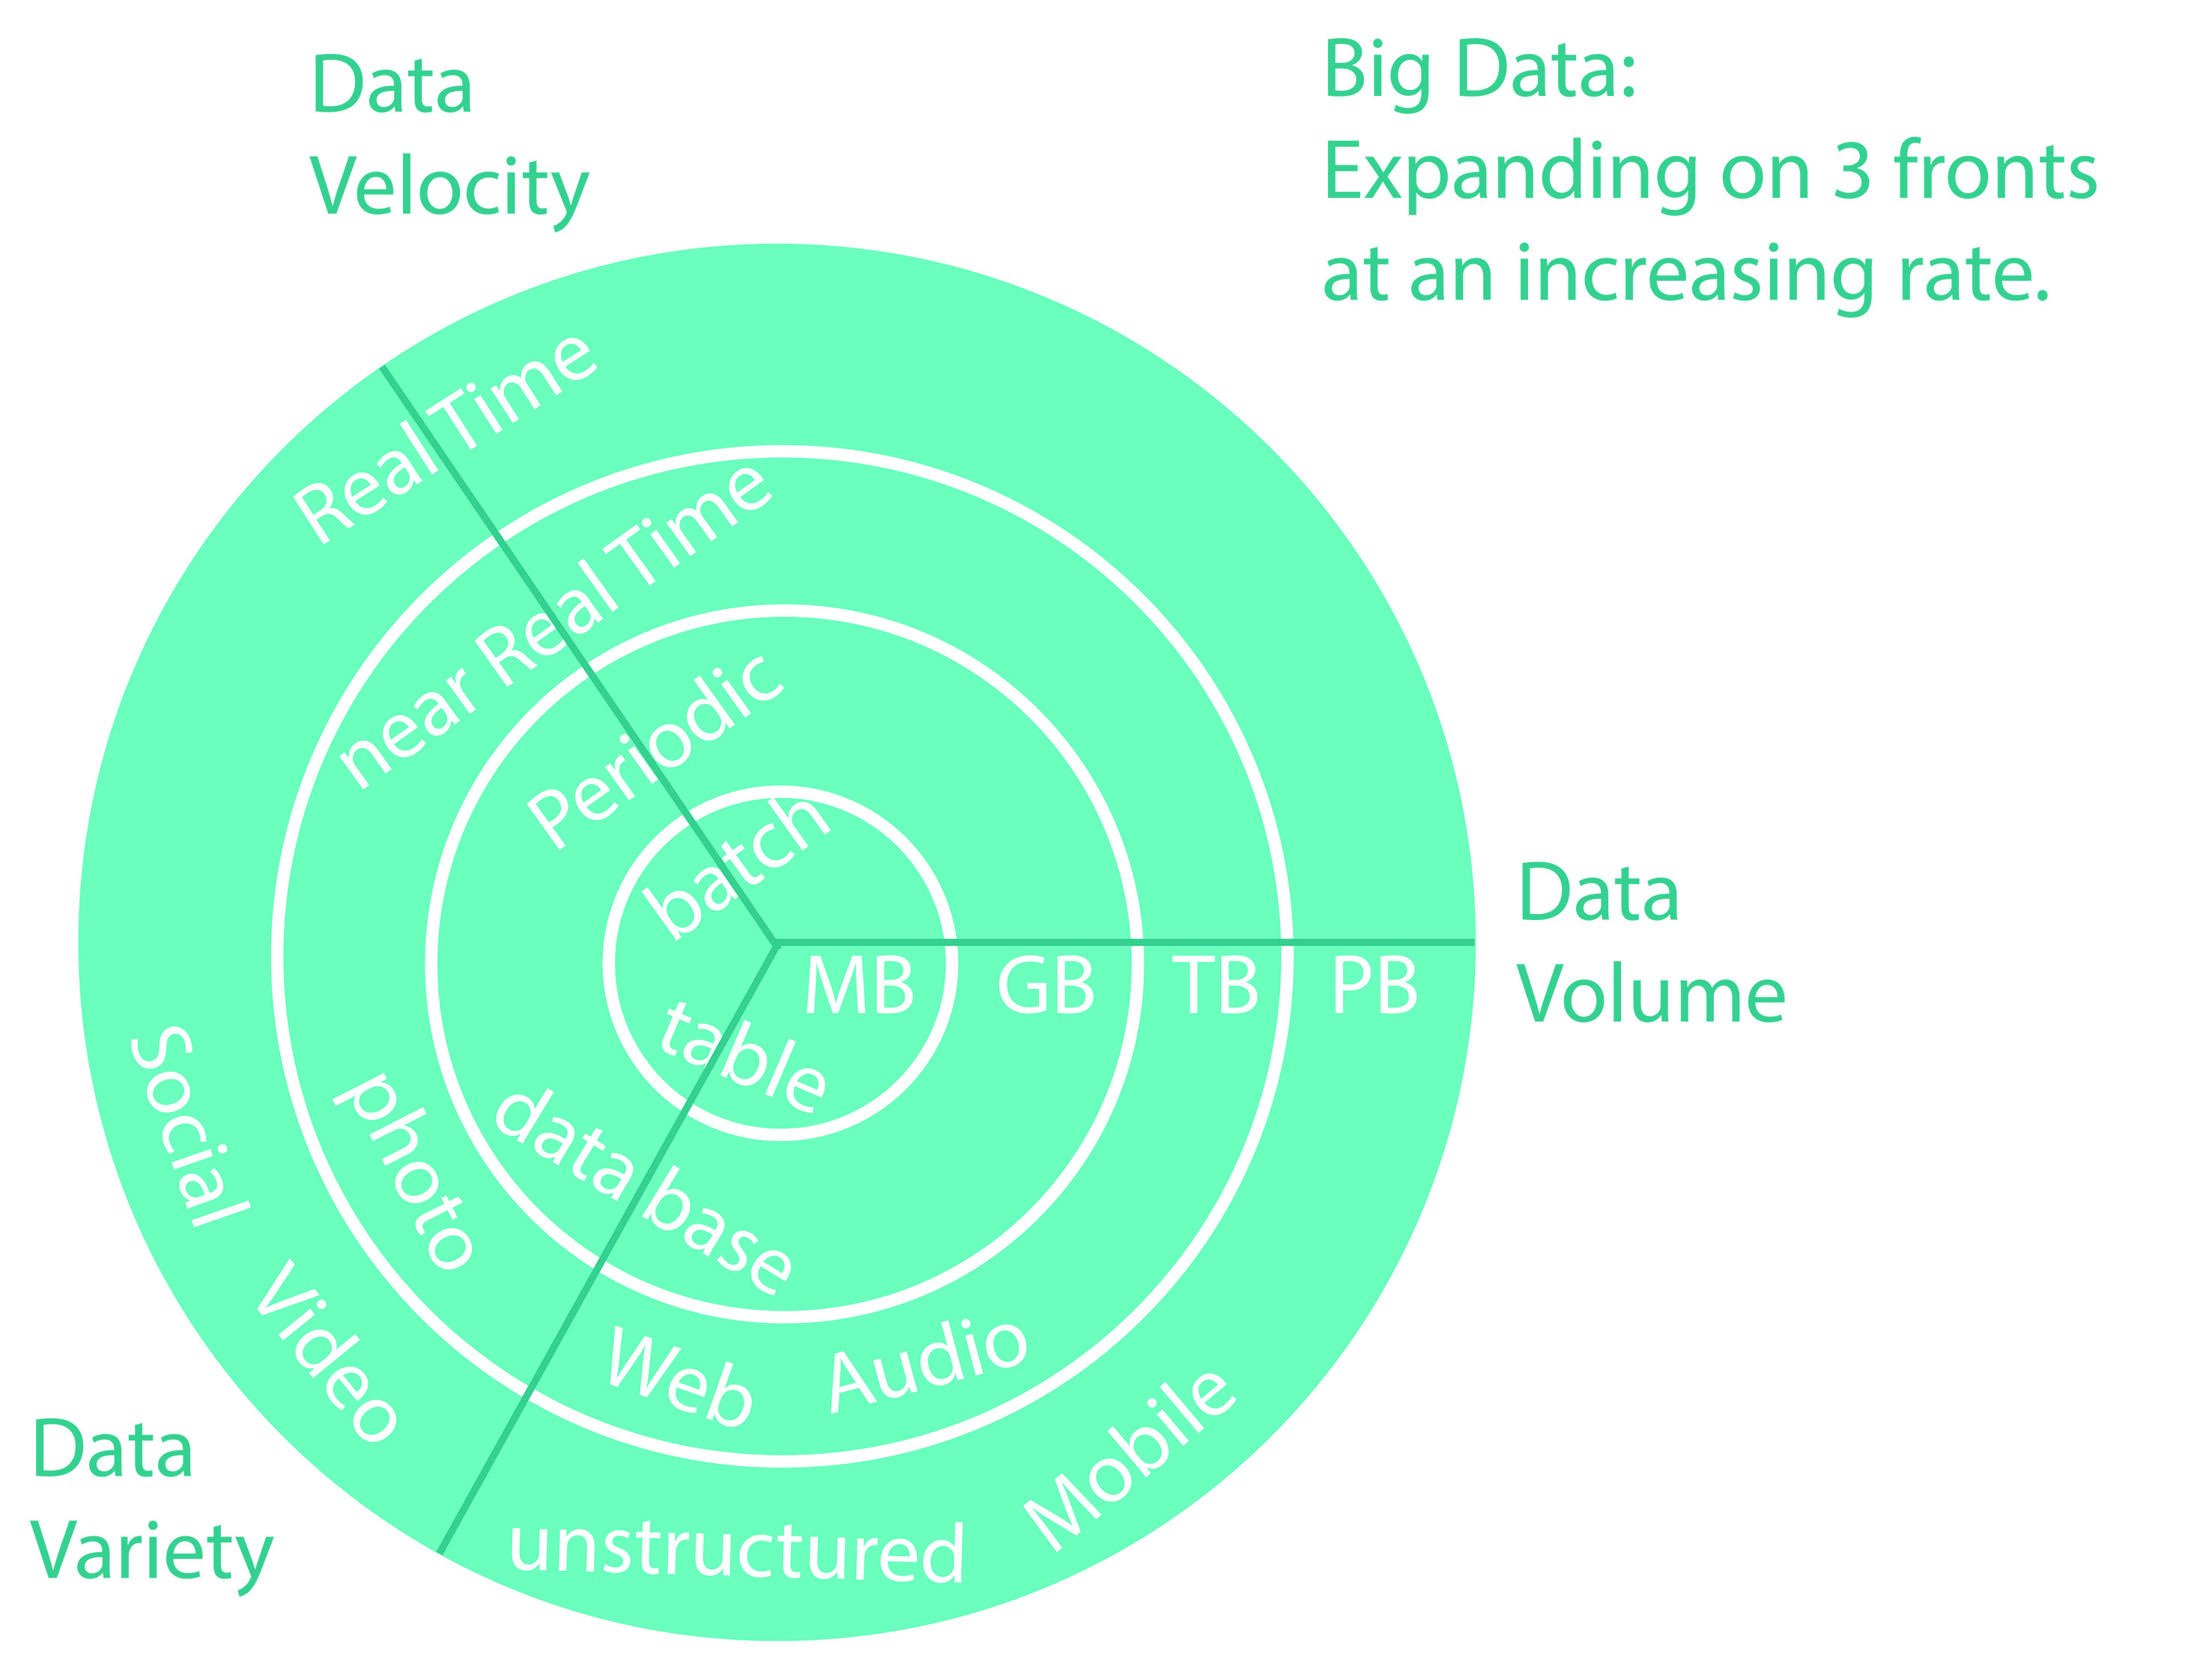 Data
Velocity
Big Data:
Expanding on 3 fronts
at an increasing rate.
Real Time
near Real Time
Periodic
batch
MB GB TB PB
Data
Volume
table
data base
photo
Web Audio
Social
Video
unstructured
Mobile
Data
Variety